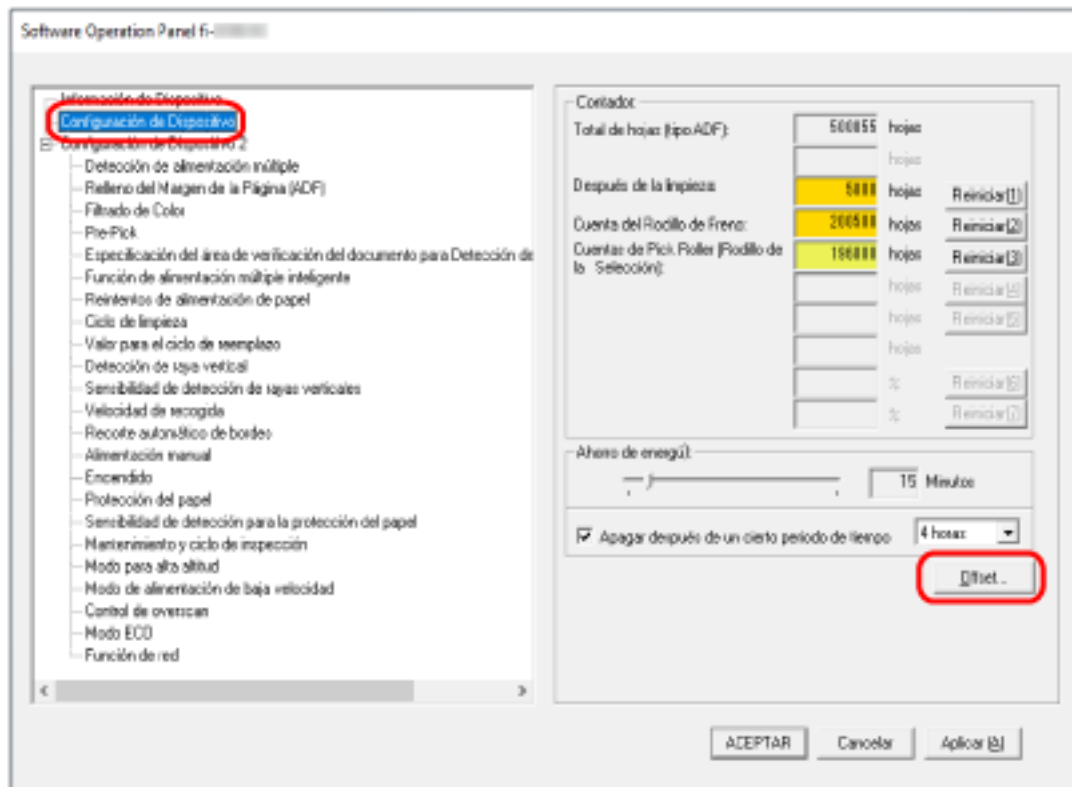 Software Operation Panel fi-
Información de Dispositivo
Configuración de Dispositivo
Configuración de Dispositivo 2
Detección de alimentación múltiple
Relleno del Margen de la Página (ADF)
Filtrado de Color
Pre-Pick
Especificación del área de verificación del documento para Detección de
Función de alimentación múltiple inteligente
Reintentos de alimentación de papel
Ciclo de limpieza
Valor para el ciclo de reemplazo
Detección de raya vertical
Sensibilidad de detección de rayas verticales
Velocidad de recogida
Recorte automático de bordes
Alimentación manual
Encendido
Protección del papel
Sensibilidad de detección para la protección del papel
Mantenimiento y ciclo de inspección
Modo para alta altitud
Modo de alimentación de baja velocidad
Control de overscan
Modo ECO
Función de red
Contador
Total de hojas (tipo ADF): 500055 hojas
hojas
Después de la limpieza 5000 hojas Reiniciar(1)
Cuenta del Rodillo de Freno: 200500 hojas Reiniciar(2)
Cuentas de Pick Roller (Rodillo de la Selección): 196000 hojas Reiniciar(3)
hojas Reiniciar(4)
hojas Reiniciar(5)
hojas
% Reiniciar(6)
% Reiniciar(7)
Ahorro de energí):
15 Minutos
Apagar después de un cierto periodo de tiempo 4 horas
Offset...
ACEPTAR Cancelar Aplicar (A)